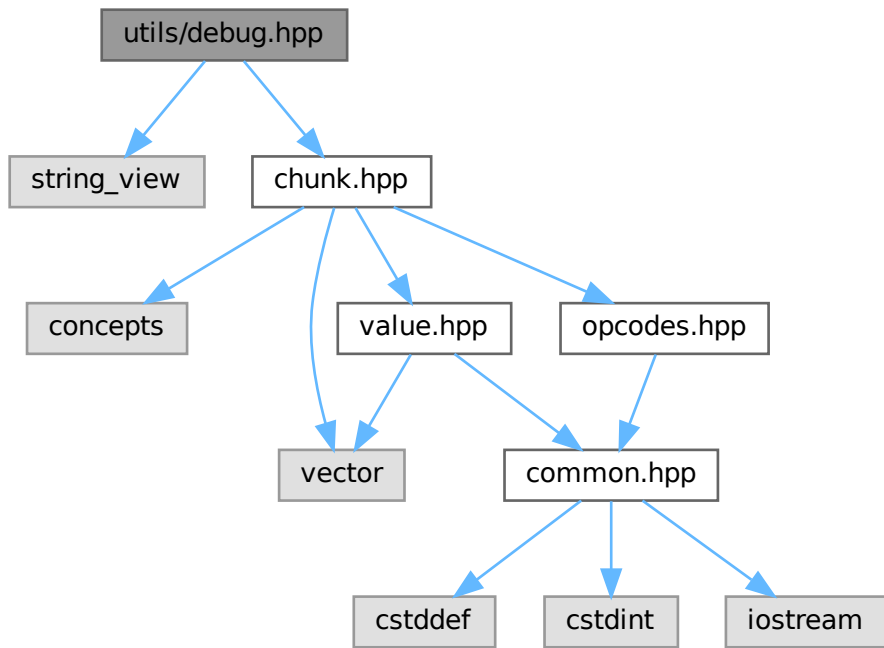 utils/debug.hpp
string_view
chunk.hpp
concepts
value.hpp
opcodes.hpp
vector
common.hpp
cstddef
cstdint
iostream